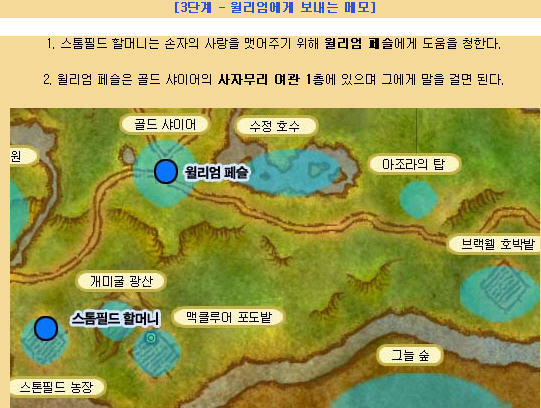 [3단계 - 윌리엄에게 보내는 메모]
1. 스톰필드 할머니는 손자의 사랑을 맺어주기 위해 윌리엄 페슬에게 도움을 청한다.
2. 윌리엄 페슬은 골드 샤이어의 사자무리 여관 1층에 있으며 그에게 말을 걸면 된다.
골드 샤이어
수정 호수
원
아조라의 탑
윌리엄 페슬
브랙웰 호박밭
개미굴 광산
스톰필드 할머니
맥클루어 포도밭
그늘 숲
스톤필드 농장